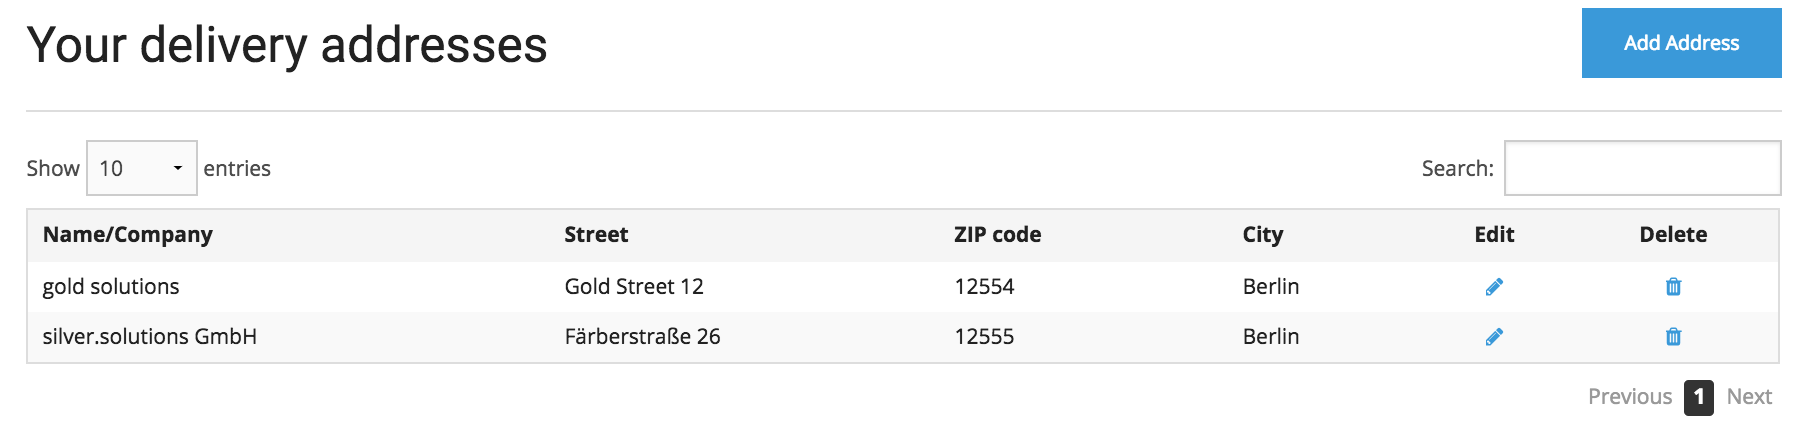 Your delivery addresses
Add Address
Show 10 entries
Search:
Name/Company Street ZIP code City Edit Delete
gold solutions Gold Street 12 12554 Berlin
silver.solutions GmbH Färberstraße 26 12555 Berlin
Previous 1 Next